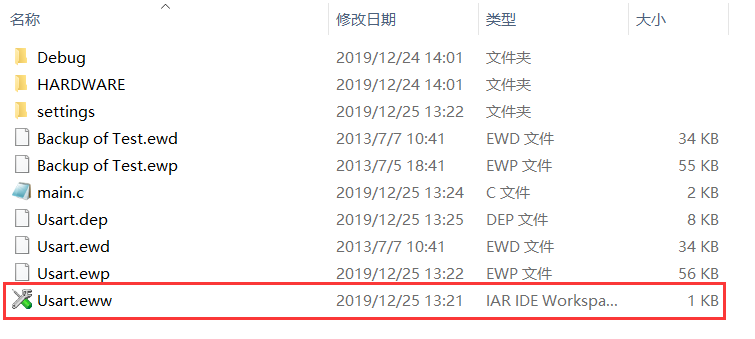 名称 修改日期 类型 大小
Debug 2019/12/24 14:01 文件夹
HARDWARE 2019/12/24 14:01 文件夹
settings 2019/12/25 13:22 文件夹
Backup of Test.ewd 2013/7/7 10:41 EWD 文件 34 KB
Backup of Test.ewp 2013/7/5 18:41 EWP 文件 55 KB
main.c 2019/12/25 13:24 C 文件 2 KB
Usart.dep 2019/12/25 13:25 DEP 文件 8 KB
Usart.ewd 2013/7/7 10:41 EWD 文件 34 KB
Usart.ewp 2019/12/25 13:22 EWP 文件 56 KB
Usart.eww 2019/12/25 13:21 IAR IDE Workspa... 1 KB